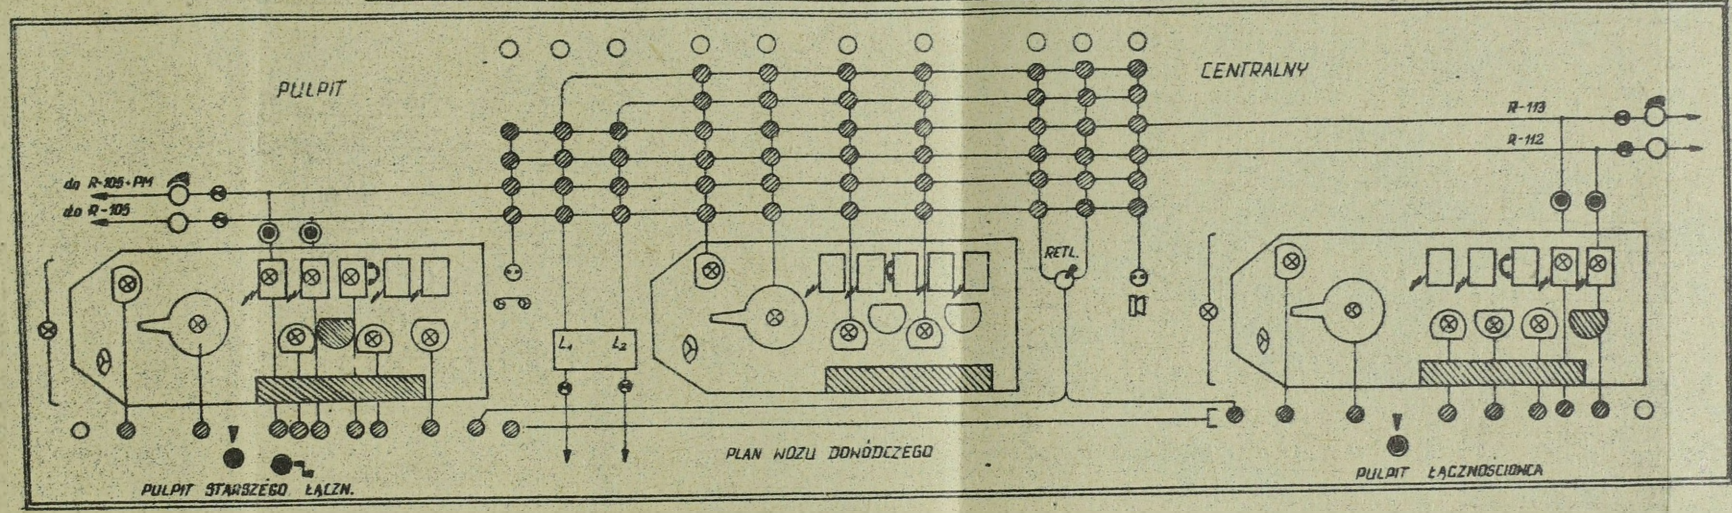 PULPIT CENTRALNY
R-113
R-112
do R-105+PM
do R-105
RETL.
L1 L2
PLAN WOZU DOWÓDCZEGO
PULPIT STARSZEGO ŁĄCZN.
PULPIT ŁĄCZNOŚCIOWCA